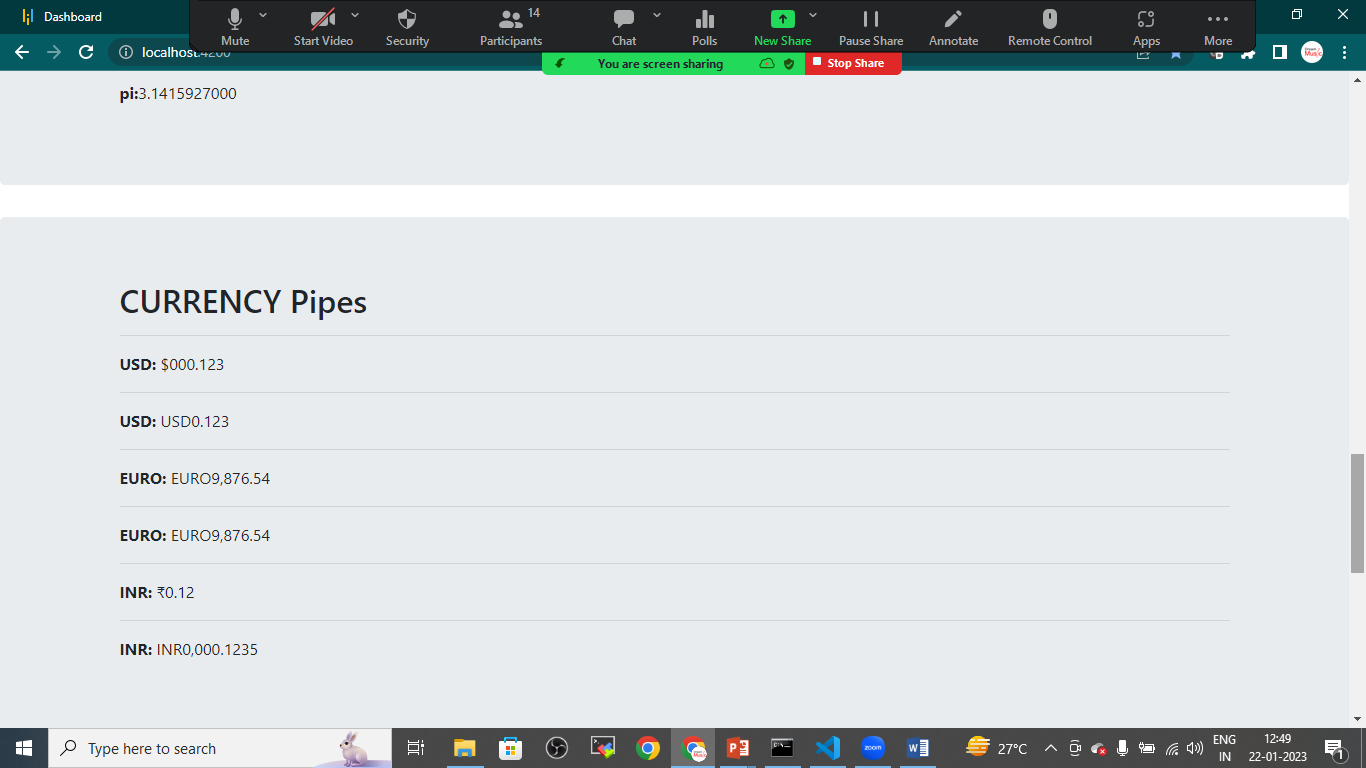 Dashboard
Mute
Start Video
Security
14
Participants
Chat
Polls
New Share
Pause Share
Annotate
Remote Control
Apps
More
localhost:4200
You are screen sharing
Stop Share
pi:3.1415927000
CURRENCY Pipes
USD: $000.123
USD: USD0.123
EURO: EURO9,876.54
EURO: EURO9,876.54
INR: ₹0.12
INR: INR0,000.1235
Type here to search
zoom
27°C
ENG
IN
12:49
22-01-2023
1